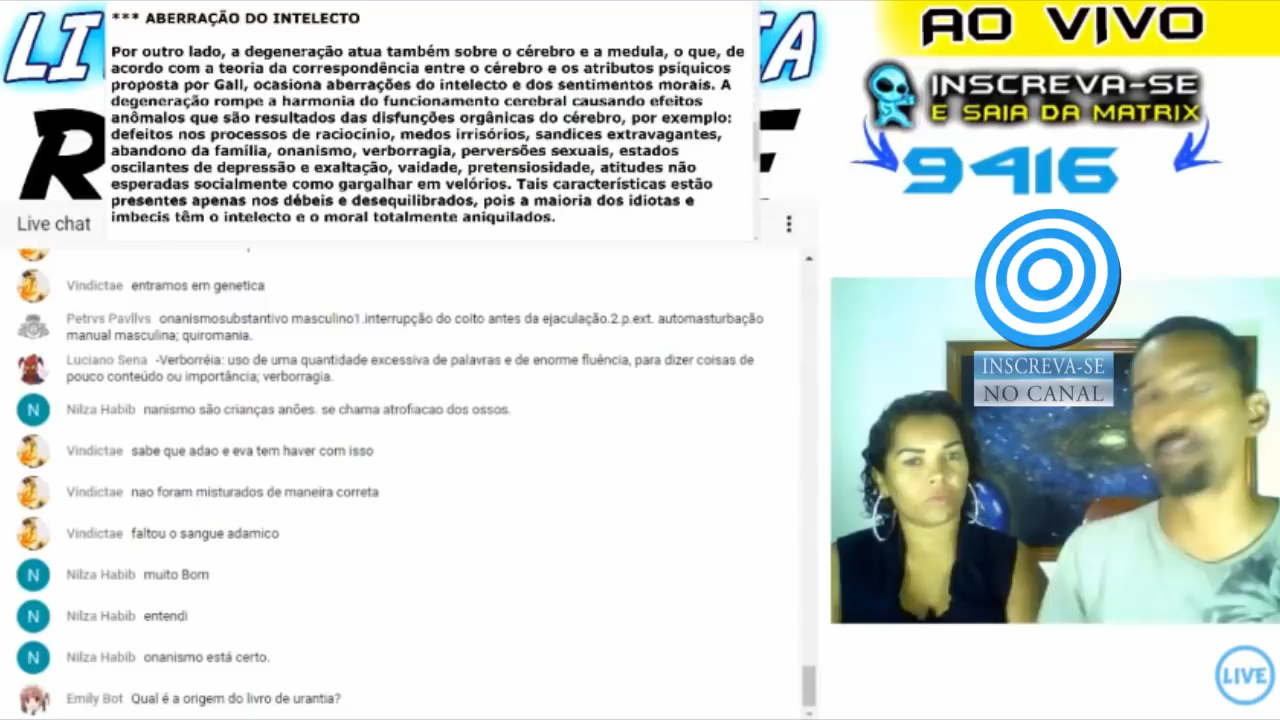 LI
A
*** ABERRAÇÃO DO INTELECTO
Por outro lado, a degeneração atua também sobre o cérebro e a medula, o que, de
acordo com a teoria da correspondência entre o cérebro e os atributos psíquicos
proposta por Gall, ocasiona aberrações do intelecto e dos sentimentos morais. A
degeneração rompe a harmonia do funcionamento cerebral causando efeitos
anômalos que são resultados das disfunções orgânicas do cérebro, por exemplo:
defeitos nos processos de raciocínio, medos irrisórios, sandices extravagantes,
abandono da família, onanismo, verborragia, perversões sexuais, estados
oscilantes de depressão e exaltação, vaidade, pretensiosidade, atitudes não
esperadas socialmente como gargalhar em velórios. Tais características estão
presentes apenas nos débeis e desequilibrados, pois a maioria dos idiotas e
imbecis têm o intelecto e o moral totalmente aniquilados.
AO VIVO
INSCREVA-SE
E SAIA DA MATRIX
9416
INSCREVA-SE
NO CANAL
Live chat
Vindictae entramos em genetica
Petrvs Pavllvs onanismosubstantivo masculino1.interrupção do coito antes da ejaculação.2.p.ext. automasturbação
manual masculina; quiromania.
Luciano Sena -Verborréia: uso de uma quantidade excessiva de palavras e de enorme fluência, para dizer coisas de
pouco conteúdo ou importância; verborragia.
N Nilza Habib nanismo são crianças anões. se chama atrofiacao dos ossos.
Vindictae sabe que adao e eva tem haver com isso
Vindictae nao foram misturados de maneira correta
Vindictae faltou o sangue adamico
N Nilza Habib muito Bom
N Nilza Habib entendi
N Nilza Habib onanismo está certo.
Emily Bot Qual é a origem do livro de urantia?
LIVE